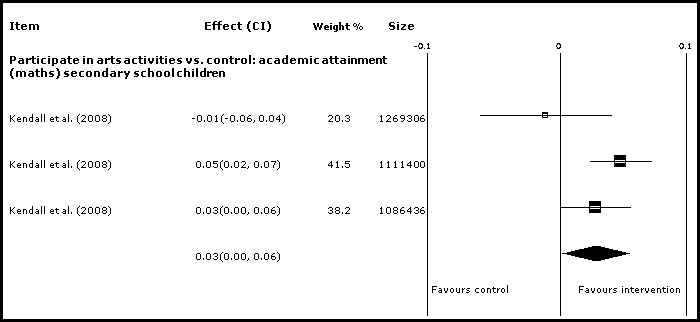 Item Effect (CI) Weight % Size
-0.1 0 0.1
Participate in arts activities vs. control: academic attainment
(maths) secondary school children
Kendall et al. (2008) -0.01(-0.06, 0.04) 20.3 1269306
Kendall et al. (2008) 0.05(0.02, 0.07) 41.5 1111400
Kendall et al. (2008) 0.03(0.00, 0.06) 38.2 1086436
0.03(0.00, 0.06)
Favours control Favours intervention